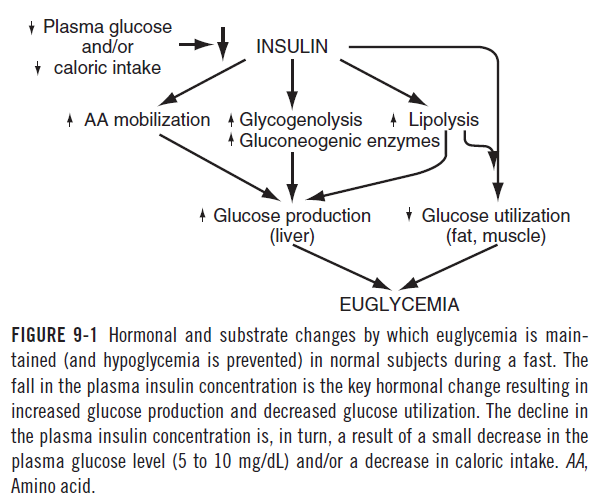 Plasma glucose
and/or
caloric intake
INSULIN
AA mobilization
Glycogenolysis
Gluconeogenic enzymes
Lipolysis
Glucose production
(liver)
Glucose utilization
(fat, muscle)
EUGLYCEMIA
FIGURE 9-1 Hormonal and substrate changes by which euglycemia is main-
tained (and hypoglycemia is prevented) in normal subjects during a fast. The
fall in the plasma insulin concentration is the key hormonal change resulting in
increased glucose production and decreased glucose utilization. The decline in
the plasma insulin concentration is, in turn, a result of a small decrease in the
plasma glucose level (5 to 10 mg/dL) and/or a decrease in caloric intake. AA,
Amino acid.